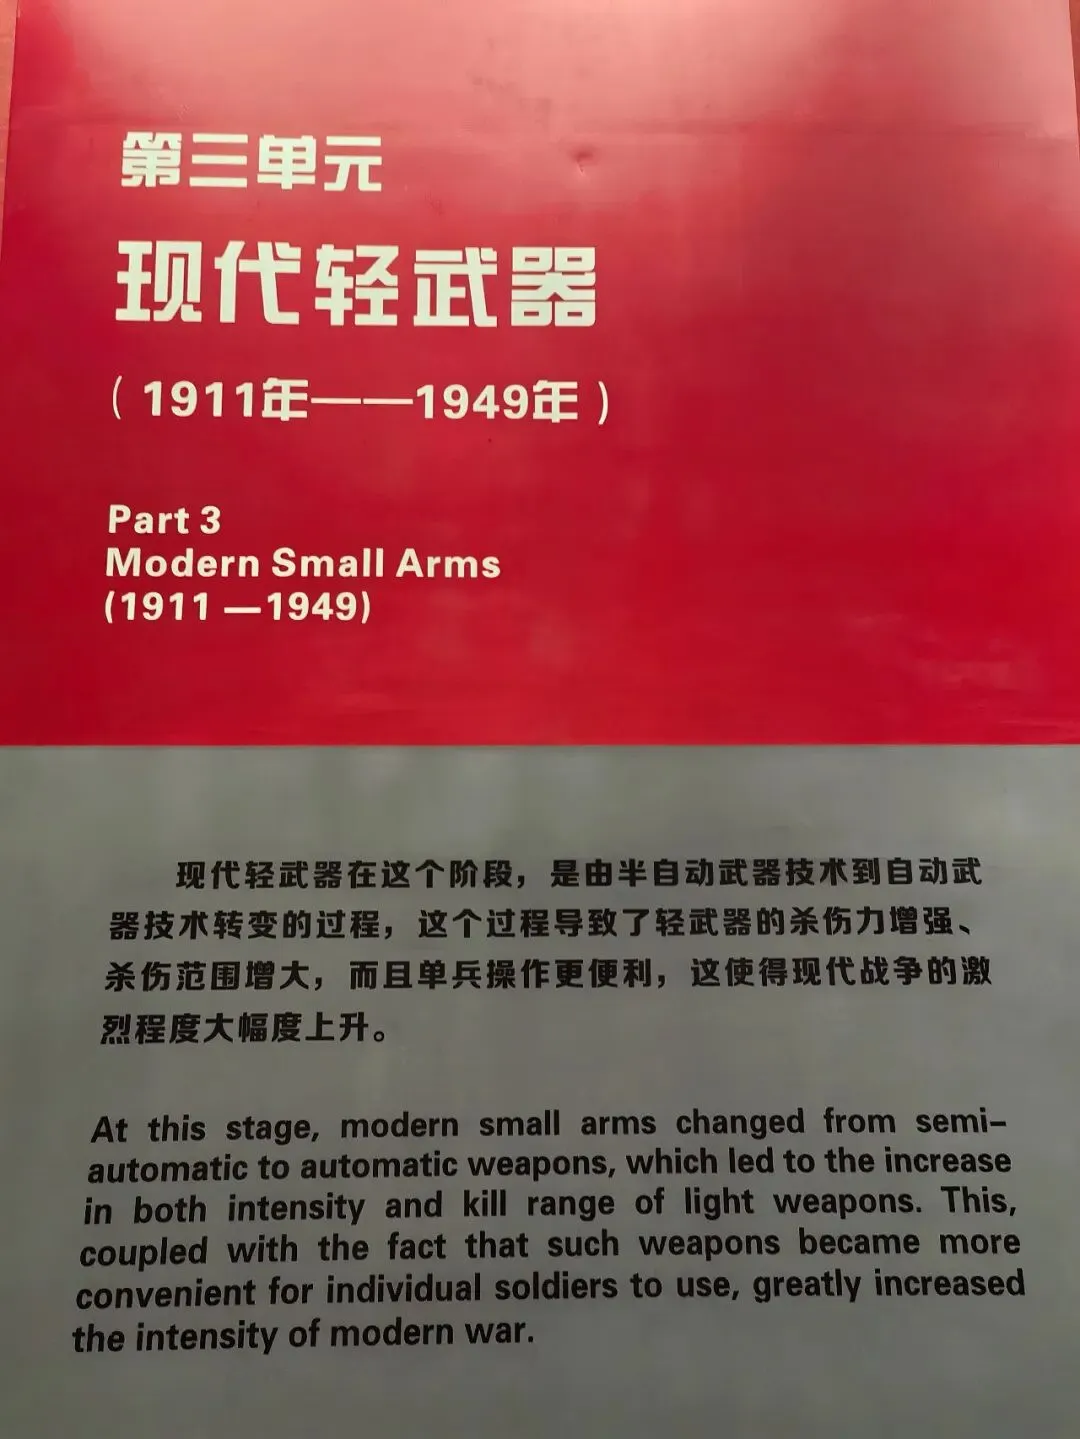 第三单元
现代轻武器
（1911年——1949年）
Part 3
Modern Small Arms
(1911 —1949)
现代轻武器在这个阶段，是由半自动武器技术到自动武
器技术转变的过程，这个过程导致了轻武器的杀伤力增强、
杀伤范围增大，而且单兵操作更便利，这使得现代战争的激
烈程度大幅度上升。
At this stage, modern small arms changed from semi–
automatic to automatic weapons, which led to the increase
in both intensity and kill range of light weapons. This,
coupled with the fact that such weapons became more
convenient for individual soldiers to use, greatly increased
the intensity of modern war.